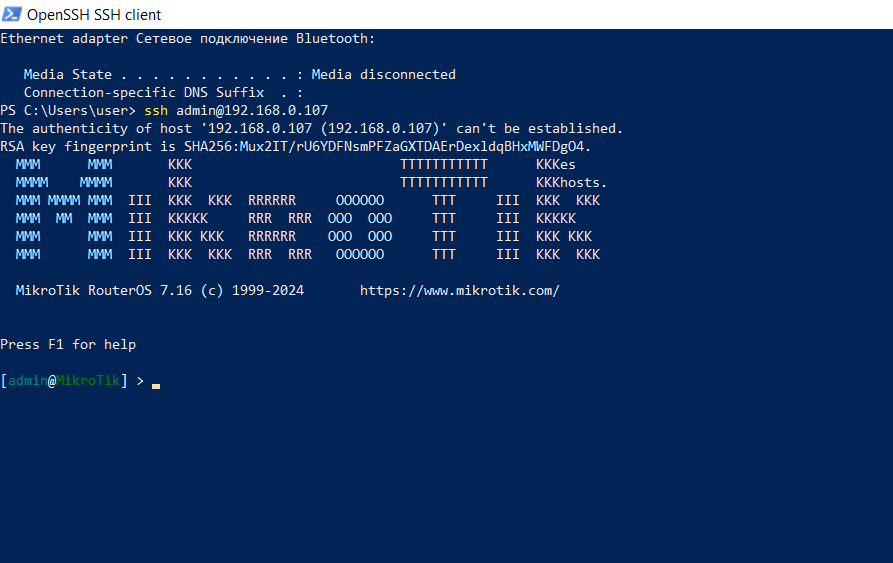 OpenSSH SSH client
Ethernet adapter Сетевое подключение Bluetooth:
   Media State . . . . . . . . . . . : Media disconnected
   Connection-specific DNS Suffix  . :
PS C:\Users\user> ssh admin@192.168.0.107
The authenticity of host '192.168.0.107 (192.168.0.107)' can't be established.
RSA key fingerprint is SHA256:Mux2IT/rU6YDFNsmPFZaGXTDAErDexldqBHxMWFDgO4.
  MMM      MMM       KKK                          TTTTTTTTTTT      KKKes
  MMMM    MMMM       KKK                          TTTTTTTTTTT      KKKhosts.
  MMM MMMM MMM  III  KKK  KKK  RRRRRR     OOOOOO      TTT     III  KKK  KKK
  MMM  MM  MMM  III  KKKKK     RRR  RRR  OOO  OOO     TTT     III  KKKKK
  MMM      MMM  III  KKK KKK   RRRRRR    OOO  OOO     TTT     III  KKK KKK
  MMM      MMM  III  KKK  KKK  RRR  RRR   OOOOOO      TTT     III  KKK  KKK
  MikroTik RouterOS 7.16 (c) 1999-2024       https://www.mikrotik.com/
Press F1 for help
[admin@MikroTik] >